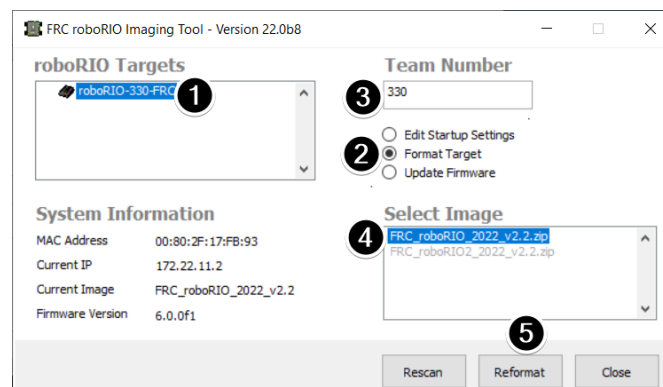 FRC roboRIO Imaging Tool - Version 22.0b8
roboRIO Targets
roboRIO-330-FRC
1
Team Number
3
330
2
Edit Startup Settings
Format Target
Update Firmware
System Information
MAC Address 00:80:2F:17:FB:93
Current IP 172.22.11.2
Current Image FRC_roboRIO_2022_v2.2
Firmware Version 6.0.0f1
Select Image
4
FRC_roboRIO_2022_v2.2.zip
FRC_roboRIO2_2022_v2.2.zip
5
Rescan Reformat Close